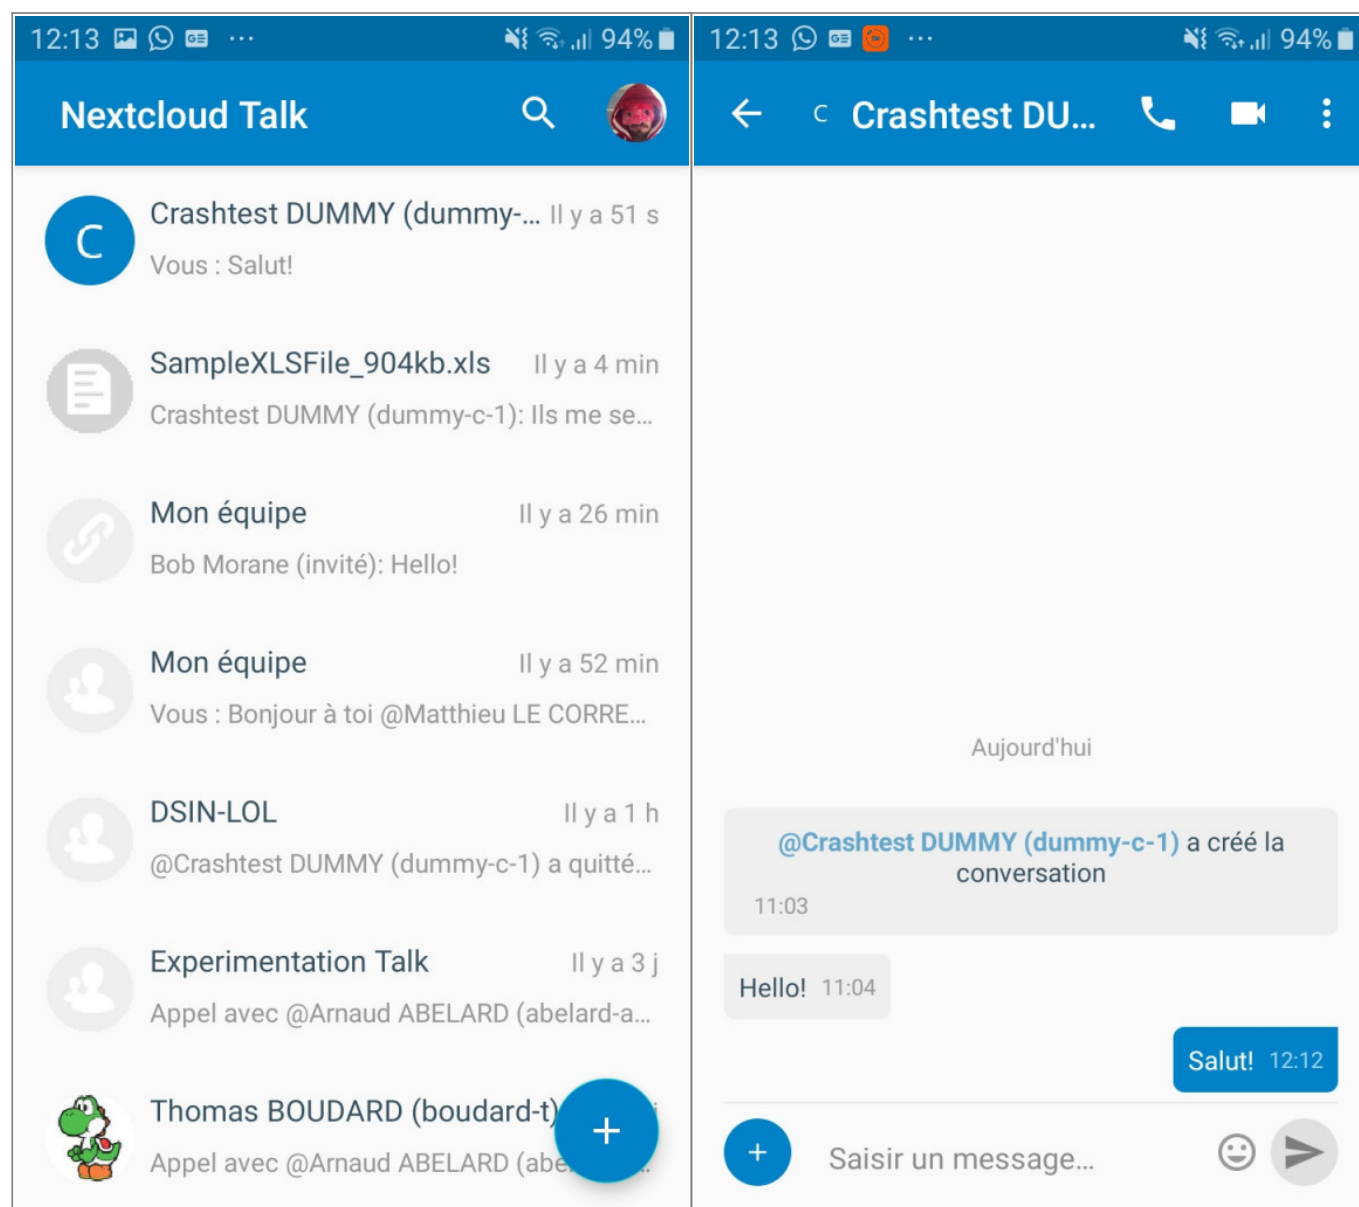 12:13 94%
Nextcloud Talk
C
Crashtest DUMMY (dummy-... Il y a 51 s
Vous : Salut!
SampleXLSFile_904kb.xls Il y a 4 min
Crashtest DUMMY (dummy-c-1): Ils me se...
Mon équipe Il y a 26 min
Bob Morane (invité): Hello!
Mon équipe Il y a 52 min
Vous : Bonjour à toi @Matthieu LE CORRE...
DSIN-LOL Il y a 1 h
@Crashtest DUMMY (dummy-c-1) a quitté...
Experimentation Talk Il y a 3 j
Appel avec @Arnaud ABELARD (abelard-a...
Thomas BOUDARD (boudard-t)
+
Appel avec @Arnaud ABELARD (abe
12:13 94%
C Crashtest DU...
Aujourd'hui
@Crashtest DUMMY (dummy-c-1) a créé la
conversation
11:03
Hello! 11:04
Salut! 12:12
+ Saisir un message...